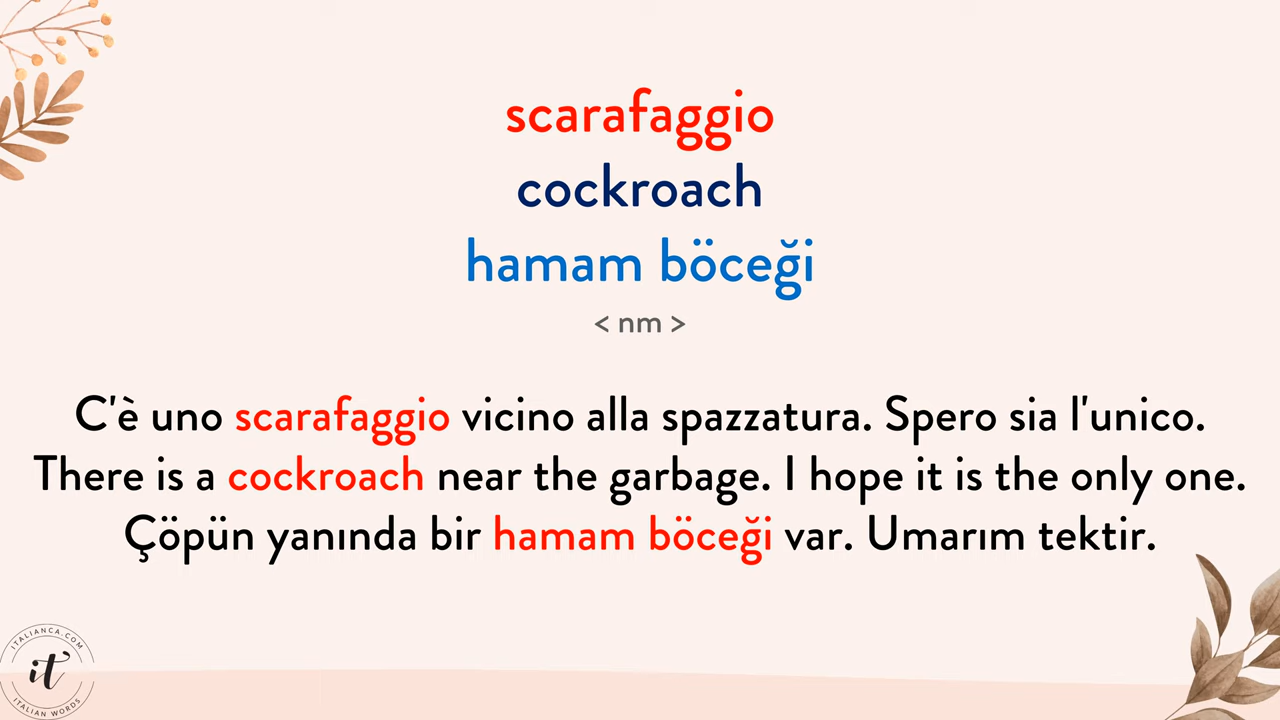 scarafaggio
cockroach
hamam böceği
< nm >
C'è uno scarafaggio vicino alla spazzatura. Spero sia l'unico.
There is a cockroach near the garbage. I hope it is the only one.
Çöpün yanında bir hamam böceği var. Umarım tektir.
ITALIANCA.COM
it
ITALIAN WORDS